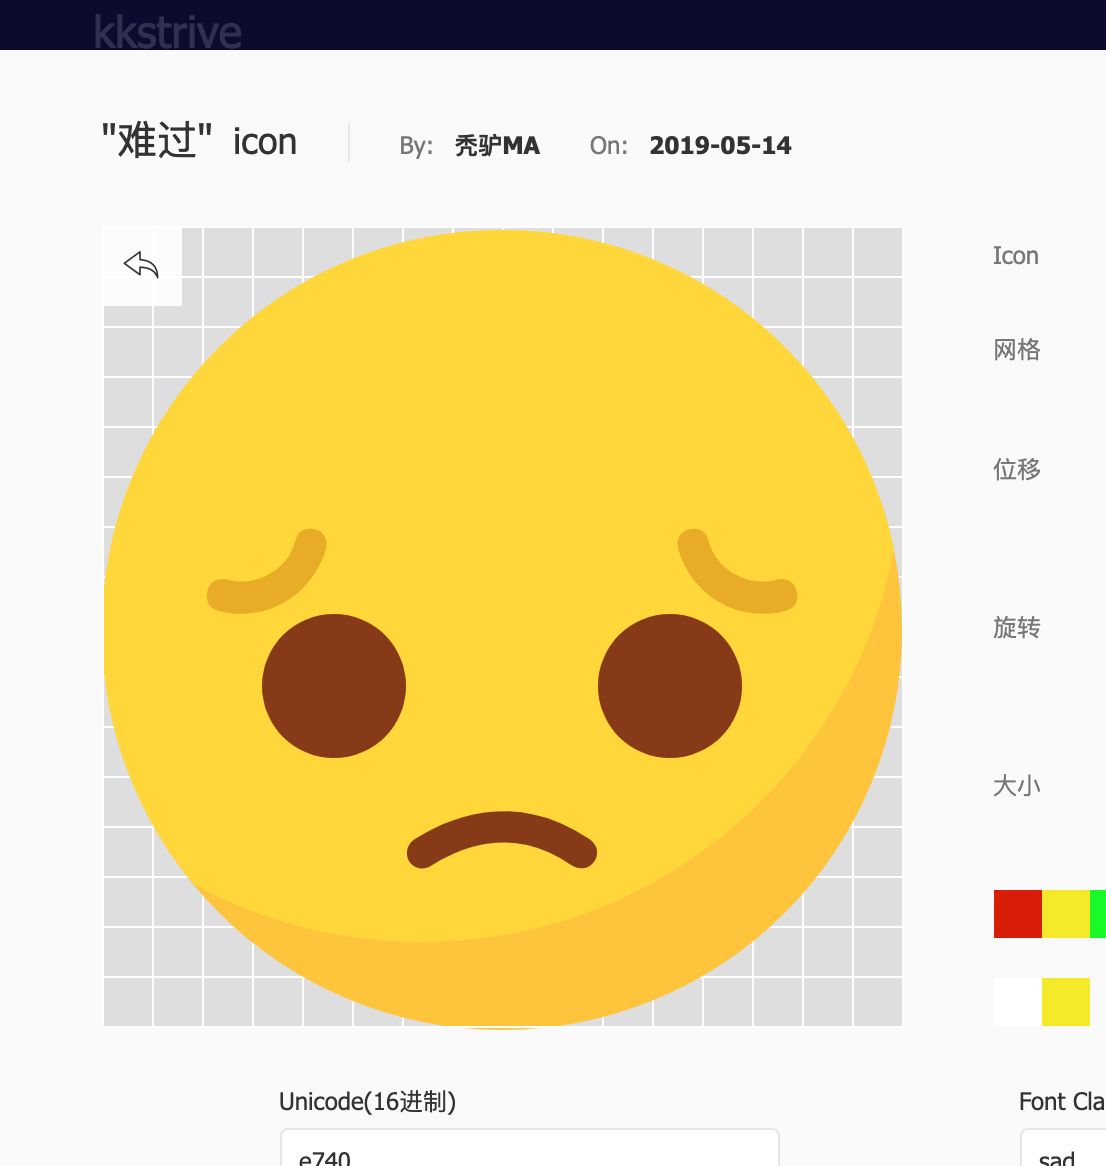 kkstrive
"难过" icon
By: 秃驴MA
On: 2019-05-14
Icon
网格
位移
旋转
大小
Unicode(16进制)
Font Cla
e740
sad